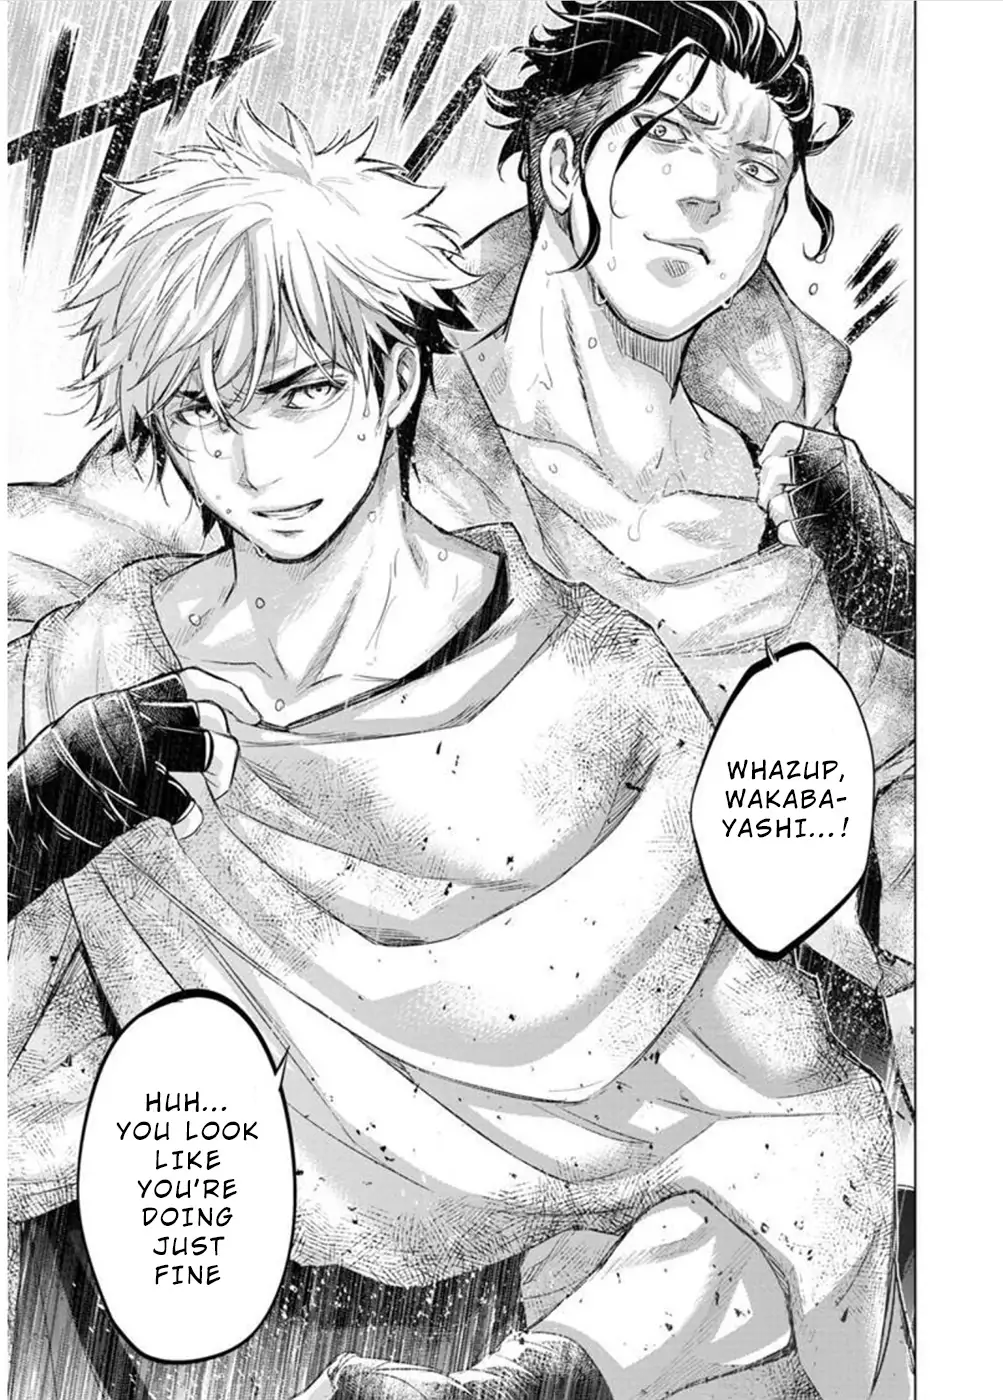 WHAZUP,
WAKABA-
YASHI...!
HUH...
YOU LOOK
LIKE
YOU'RE
DOING
JUST
FINE